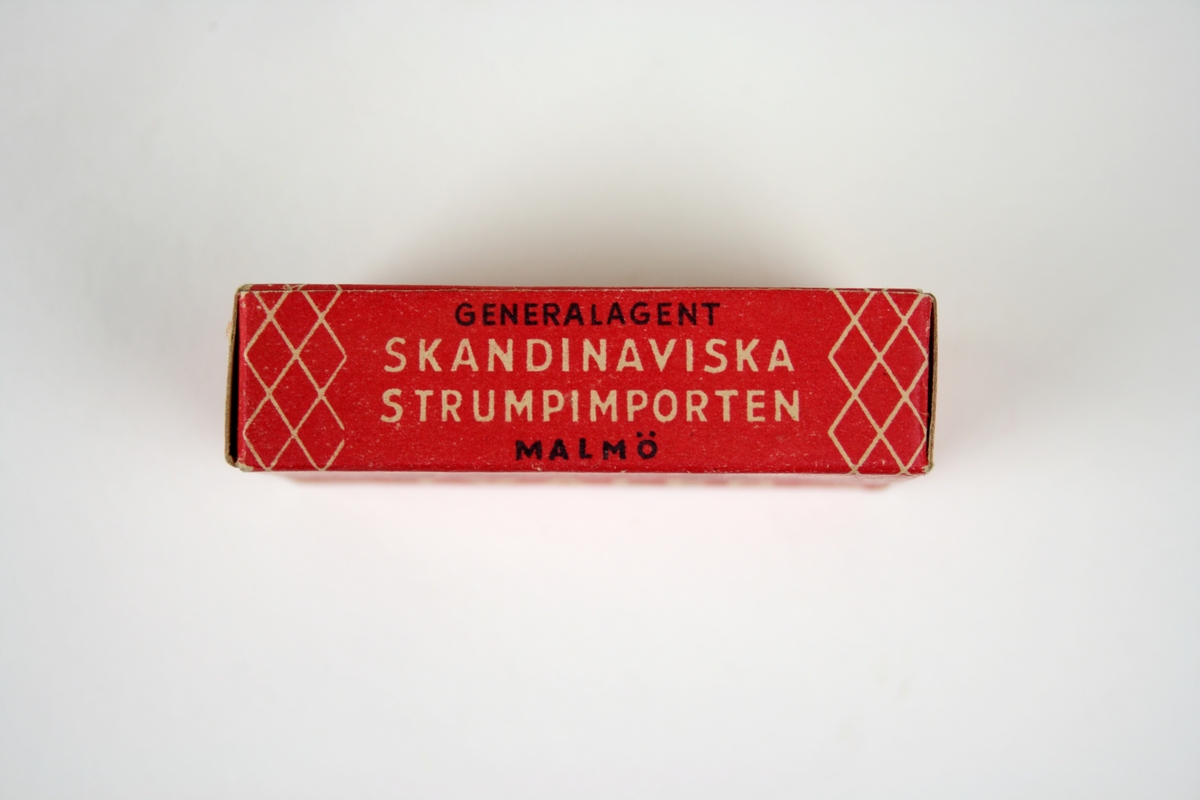 GENERALAGENT
SKANDINAVISKA
STRUMPIMPORTEN
MALMÖ